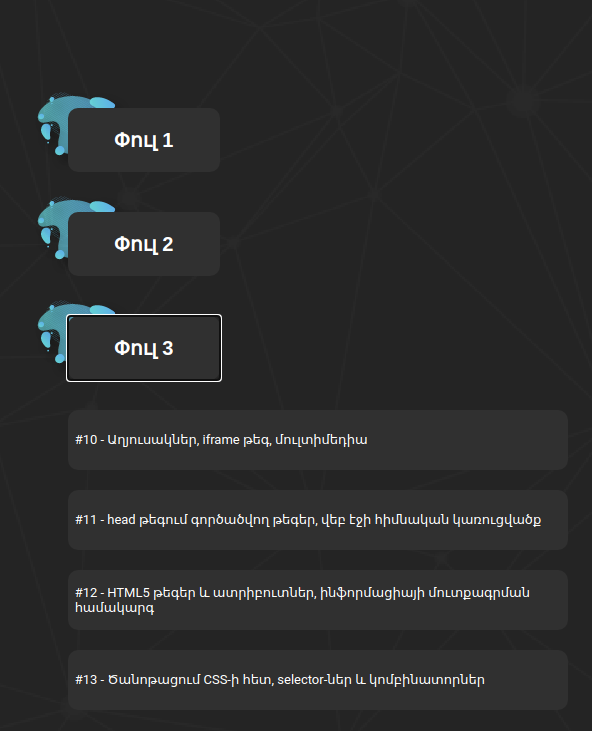 Փուլ 1
Փուլ 2
Փուլ 3
#10 - Աղյուսակներ, iframe թեգ, մուլտիմեդիա
#11 - head թեգում գործածվող թեգեր, վեբ էջի հիմնական կառուցվածք
#12 - HTML5 թեգեր և ատրիբուտներ, ինֆորմացիայի մուտքագրման
համակարգ
#13 - Ծանոթացում CSS-ի հետ, selector-ներ և կոմբինատորներ